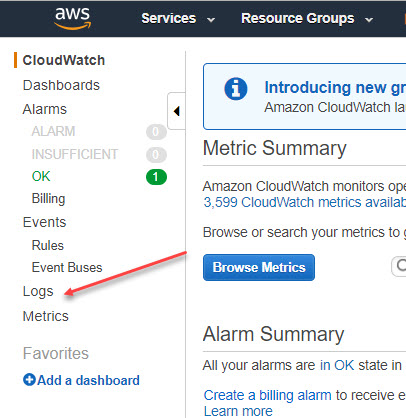 aws
Services
Resource Groups
CloudWatch
Dashboards
Alarms
ALARM 0
INSUFFICIENT 0
OK 1
Billing
Events
Rules
Event Buses
Logs
Metrics
Favorites
Add a dashboard
Introducing new gr
Amazon CloudWatch la
Metric Summary
Amazon CloudWatch monitors ope
3,599 CloudWatch metrics availab
Browse or search your metrics to g
Browse Metrics
Alarm Summary
All your alarms are in OK state in
Create a billing alarm to receive e
Learn more